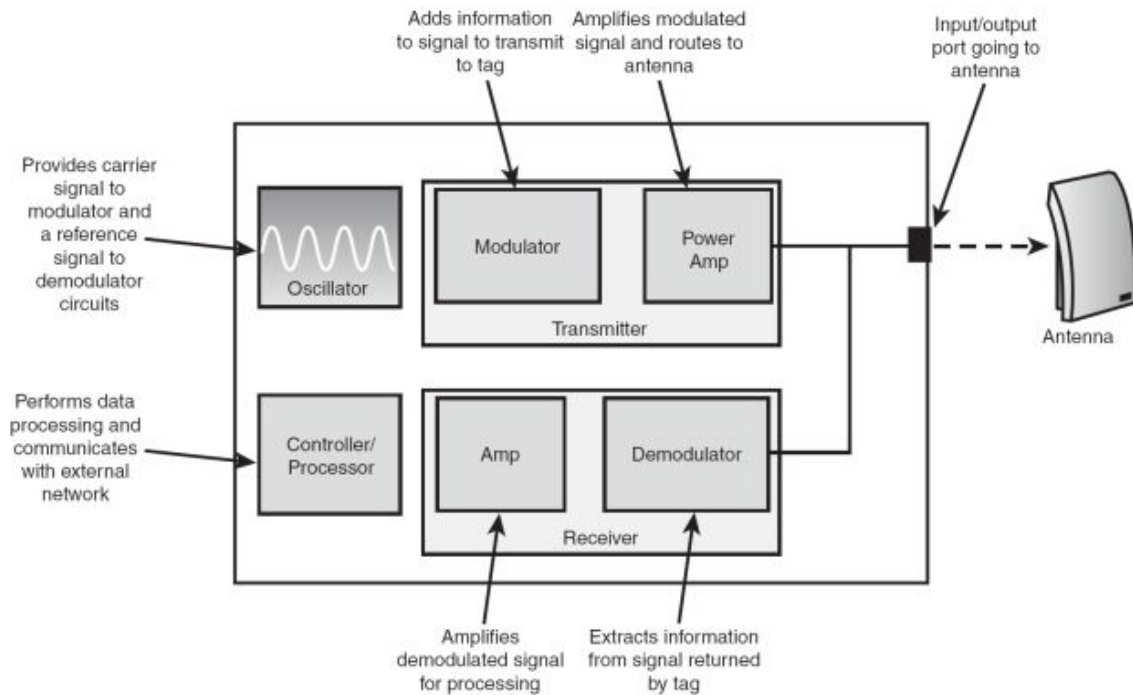 Adds information
to signal to transmit
to tag
Amplifies modulated
signal and routes to
antenna
Input/output
port going to
antenna
Provides carrier
signal to
modulator and
a reference
signal to
demodulator
circuits
Oscillator
Modulator
Power
Amp
Transmitter
Antenna
Performs data
processing and
communicates
with external
network
Controller/
Processor
Amp
Demodulator
Receiver
Amplifies
demodulated signal
for processing
Extracts information
from signal returned
by tag